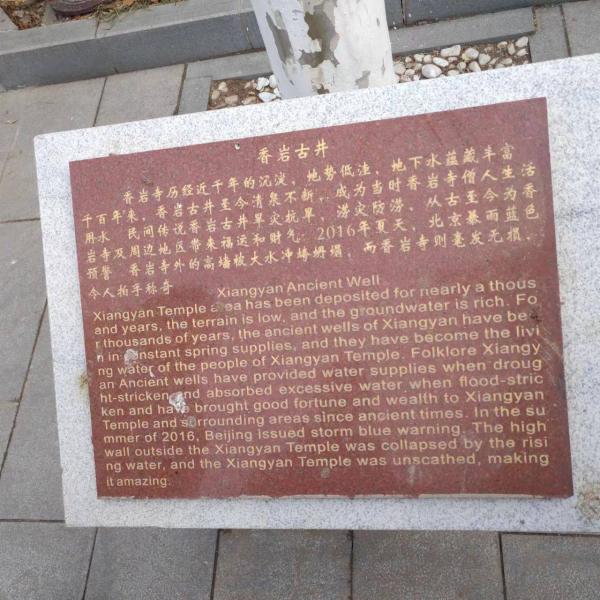 香岩古井
香岩寺历经近千年的沉淀，地势低洼，地下水蕴藏丰富
千百年来，香岩古井至今清泉不断，成为当时香岩寺僧人生活
用水 民间传说香岩古井旱灾抗旱，涝灾防涝 从古至今为香
岩寺及周边地区带来福运和财气。2016年夏天，北京暴雨蓝色
预警 香岩寺外的高墙被大水冲垮坍塌，而香岩寺则毫发无损，
令人拍乎称奇
Xiangyan Ancient Well
Xiangyan Temple area has been deposited for nearly a thous
and years, the terrain is low, and the groundwater is rich. Fo
r thousands of years, the ancient wells of Xiangyan have bee
n in constant spring supplies, and they have become the livi
ng water of the people of Xiangyan Temple. Folklore Xiangy
an Ancient wells have provided water supplies when droug
ht-stricken and absorbed excessive water when flood-stric
ken and have brought good fortune and wealth to Xiangyan
Temple and surrounding areas since ancient times. In the su
mmer of 2016, Beijing issued storm blue warning. The high
wall outside the Xiangyan Temple was collapsed by the risi
ng water, and the Xiangyan Temple was unscathed, making
it amazing.